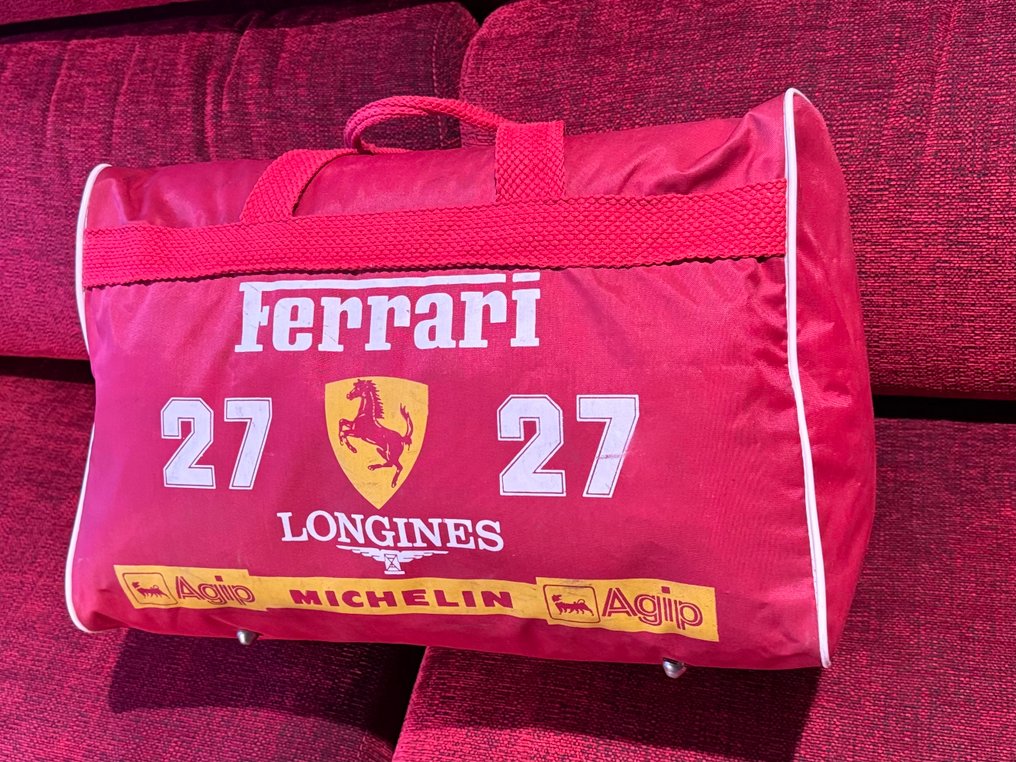 Ferrari
27 27
LONGINES
Agip MICHELIN Agip